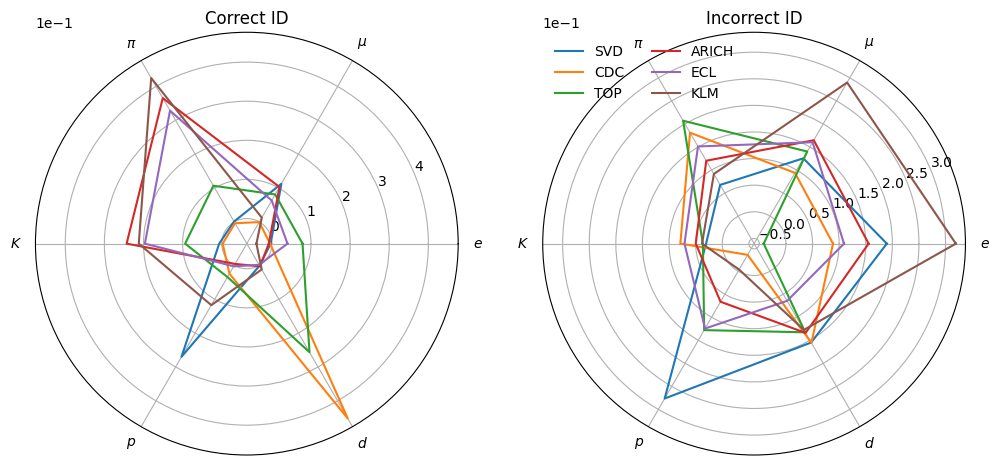 Correct ID
1e−1
π
μ
K
e
p
d
0
1
2
3
4
Incorrect ID
1e−1
π
μ
K
e
p
d
−0.5
0.0
0.5
1.0
1.5
2.0
2.5
3.0
SVD
CDC
TOP
ARICH
ECL
KLM